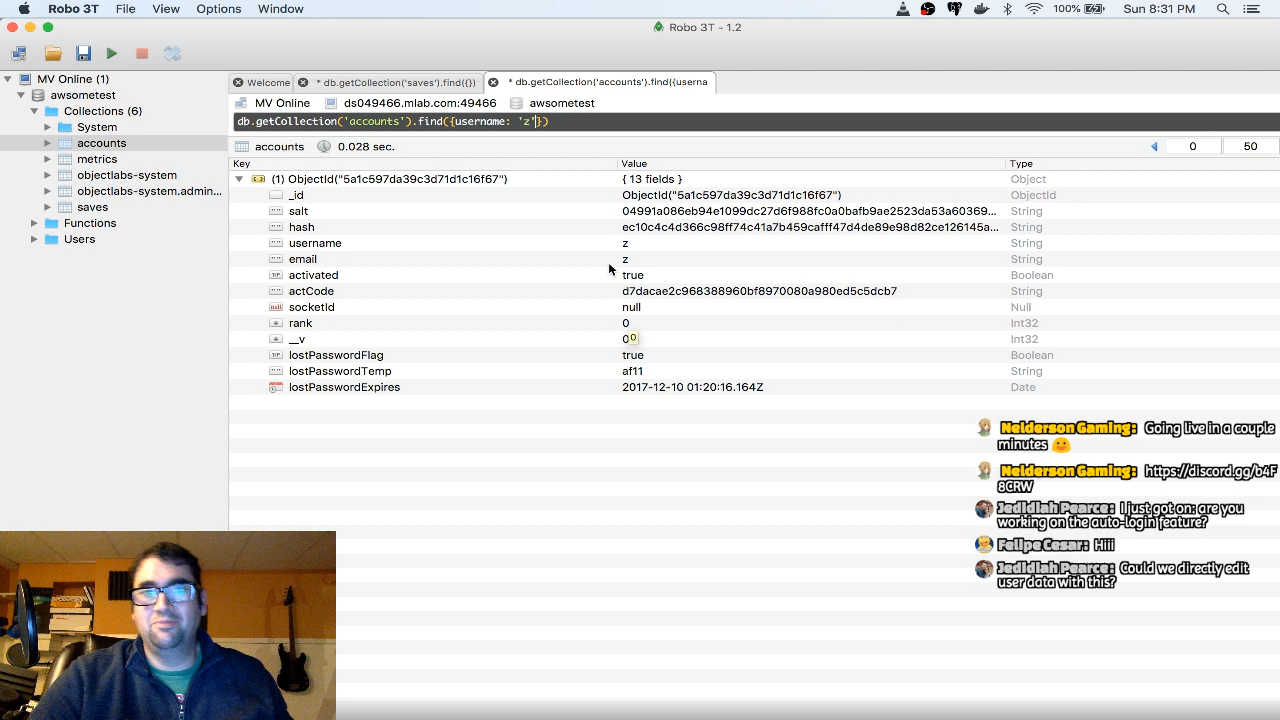 Robo 3T File View Options Window 100% Sun 8:31 PM
Robo 3T - 1.2
MV Online (1)
awsometest
Collections (6)
System
accounts
metrics
objectlabs-system
objectlabs-system.admin...
saves
Functions
Users
Welcome * db.getCollection('saves').find({}) * db.getCollection('accounts').find({userna
MV Online ds049466.mlab.com:49466 awsometest
db.getCollection('accounts').find({username: 'z'})
accounts 0.028 sec. 0 50
Key Value Type
(1) ObjectId("5a1c597da39c3d71d1c16f67") { 13 fields } Object
_id ObjectId("5a1c597da39c3d71d1c16f67") ObjectId
salt 04991a086eb94e1099dc27d6f988fc0a0bafb9ae2523da53a60369... String
hash ec10c4c4d366c98ff74c41a7b459cafff47d4de89e98d82ce126145a... String
username z String
email z String
activated true Boolean
actCode d7dacae2c968388960bf8970080a980ed5c5dcb7 String
socketId null Null
rank 0 Int32
__v 0 0 Int32
lostPasswordFlag true Boolean
lostPasswordTemp af11 String
lostPasswordExpires 2017-12-10 01:20:16.164Z Date
Nelderson Gaming: Going live in a couple
minutes
Nelderson Gaming: https://discord.gg/b4F
8CRW
Jedidiah Pearce: I just got on: are you
working on the auto-login feature?
Felipe Cesar: Hiii
Jedidiah Pearce: Could we directly edit
user data with this?